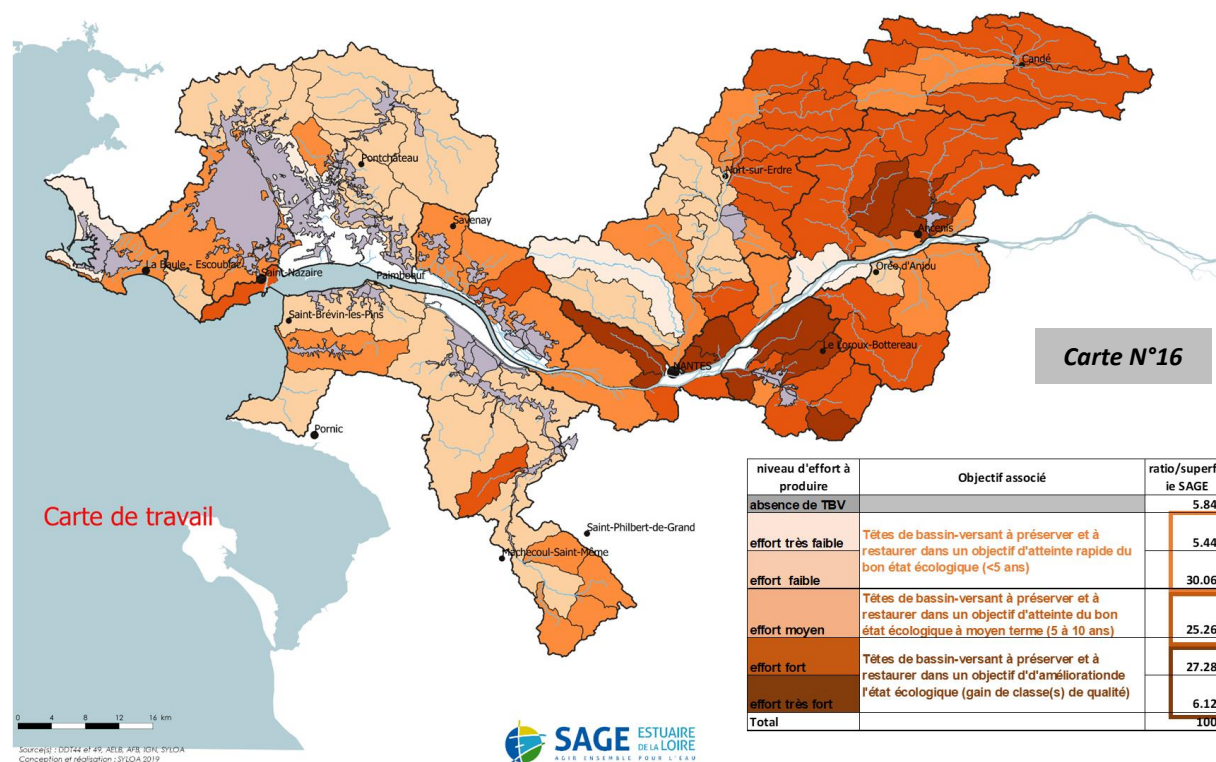 Candé
Pontchâteau
Nort-sur-Erdre
Savenay
Ancenis
La Baule - Escoublac
Saint-Nazaire
Paimboeuf
Orée d'Anjou
Saint-Brévin-les-Pins
Le Loroux-Bottereau
NANTES
Carte N°16
Pornic
niveau d'effort à
produire
Objectif associé
ratio/superf
ie SAGE
absence de TBV
5.84
effort très faible
Têtes de bassin-versant à préserver et à
restaurer dans un objectif d'atteinte rapide du
bon état écologique (<5 ans)
5.44
effort faible
30.06
effort moyen
Têtes de bassin-versant à préserver et à
restaurer dans un objectif d'atteinte du bon
état écologique à moyen terme (5 à 10 ans)
25.26
effort fort
Têtes de bassin-versant à préserver et à
restaurer dans un objectif d'd'améliorationde
l'état écologique (gain de classe(s) de qualité)
27.28
effort très fort
6.12
Total
100
Carte de travail
Saint-Philbert-de-Grand
Machecoul-Saint-Même
0 4 8 12 16 km
Source(s) : DDT44 et 49, AELB, AFB, IGN, SYLOA
Conception et réalisation : SYLOA 2019
SAGE ESTUAIRE
DE LA LOIRE
AGIR ENSEMBLE POUR L'EAU